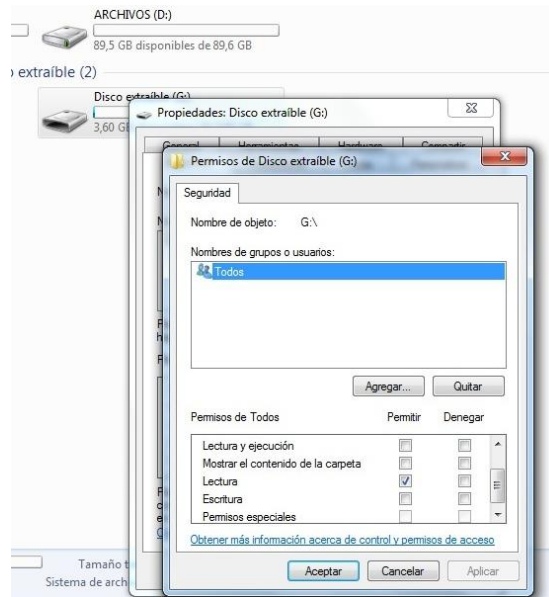 ARCHIVOS (D:)
89,5 GB disponibles de 89,6 GB
extraíble (2)
Disco extraíble (G:)
3,60 GB
Propiedades: Disco extraíble (G:)
General Herramientas Hardware Compartir
Permisos de Disco extraíble (G:)
Seguridad
Nombre de objeto: G:\
Nombres de grupos o usuarios:
Todos
Agregar... Quitar
Permisos de Todos Permitir Denegar
Lectura y ejecución
Mostrar el contenido de la carpeta
Lectura
Escritura
Permisos especiales
Obtener más información acerca de control y permisos de acceso
Tamaño
Sistema de arch
Aceptar Cancelar Aplicar